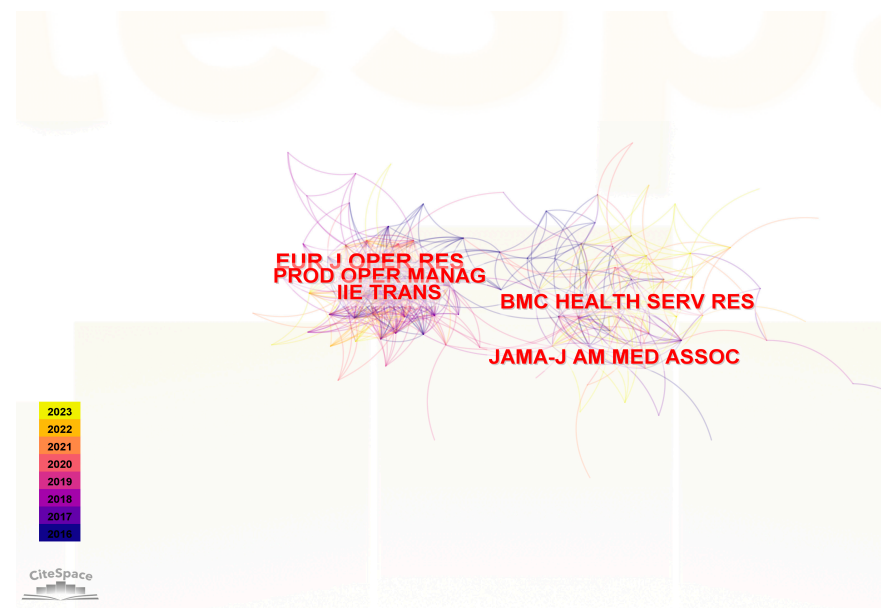 EUR J OPER RES
PROD OPER MANAG
IIE TRANS
BMC HEALTH SERV RES
JAMA-J AM MED ASSOC
2023
2022
2021
2020
2019
2018
2017
2016
CiteSpace